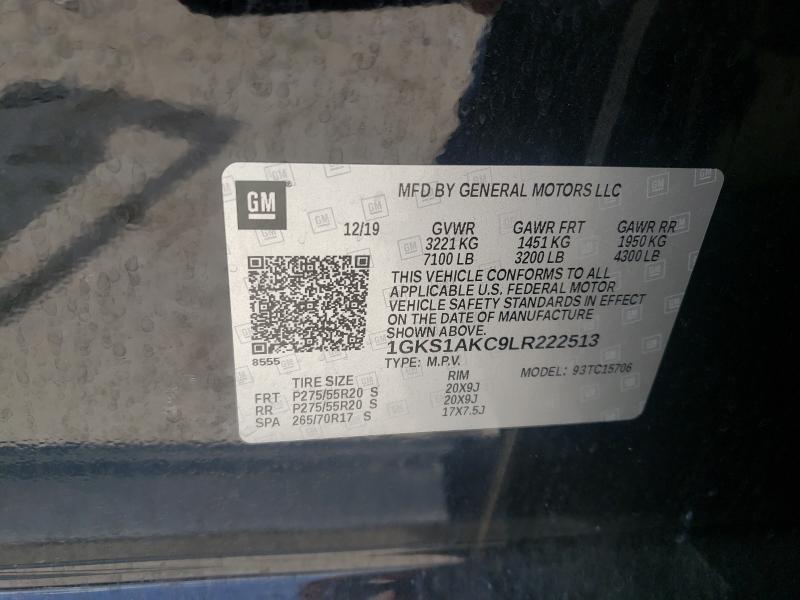 GM
MFD BY GENERAL MOTORS LLC
12/19 GVWR GAWR FRT GAWR RR
3221 KG 1451 KG 1950 KG
7100 LB 3200 LB 4300 LB
THIS VEHICLE CONFORMS TO ALL
APPLICABLE U.S. FEDERAL MOTOR
VEHICLE SAFETY STANDARDS IN EFFECT
ON THE DATE OF MANUFACTURE
SHOWN ABOVE.
8555
1GKS1AKC9LR222513
TYPE: M.P.V. MODEL: 93TC15706
TIRE SIZE RIM
FRT P275/55R20 S 20X9J
RR P275/55R20 S 20X9J
SPA 265/70R17 S 17X7.5J